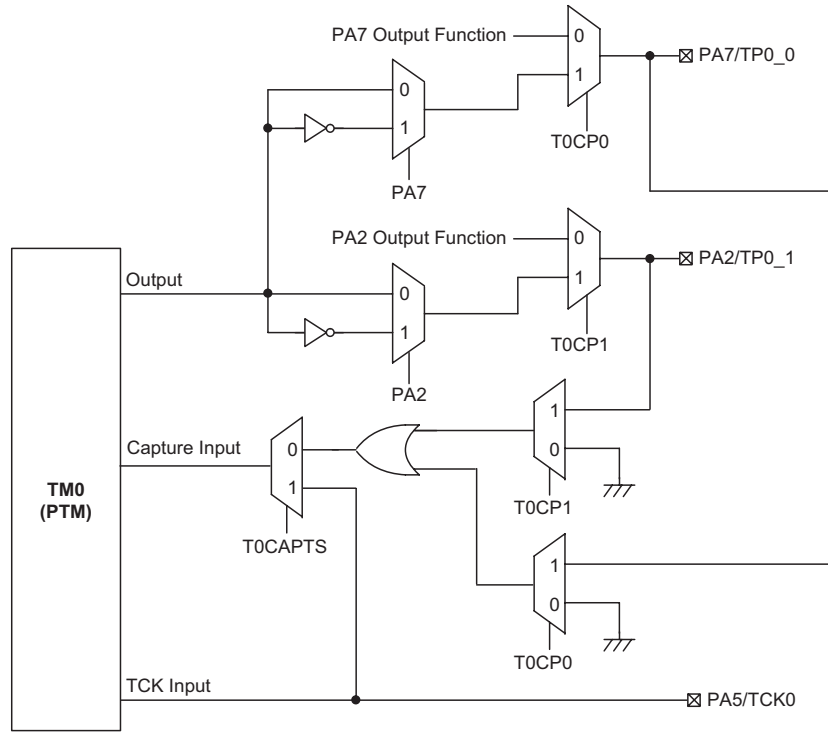 PA7 Output Function
0
1
PA7/TP0_0
T0CP0
0
1
PA7
PA2 Output Function
0
1
PA2/TP0_1
T0CP1
Output
0
1
PA2
1
0
T0CP1
Capture Input
0
1
T0CAPTS
TM0
(PTM)
1
0
T0CP0
TCK Input
PA5/TCK0